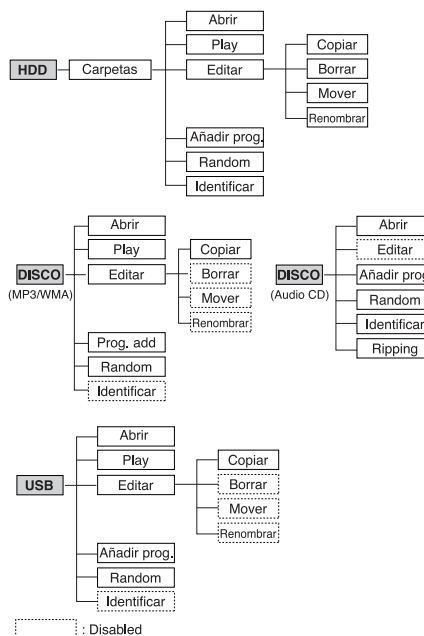 Abrir
Play
HDD Carpetas Editar Copiar
Borrar
Mover
Renombrar
Añadir prog.
Random
Identificar
Abrir
Play
DISCO Editar Copiar
(MP3/WMA) Borrar
Mover
Renombrar
Prog. add
Random
Identificar
Abrir
Editar
DISCO Añadir prog
(Audio CD) Random
Identificar
Ripping
Abrir
Play
USB Editar Copiar
Borrar
Mover
Renombrar
Añadir prog.
Random
Identificar
: Disabled